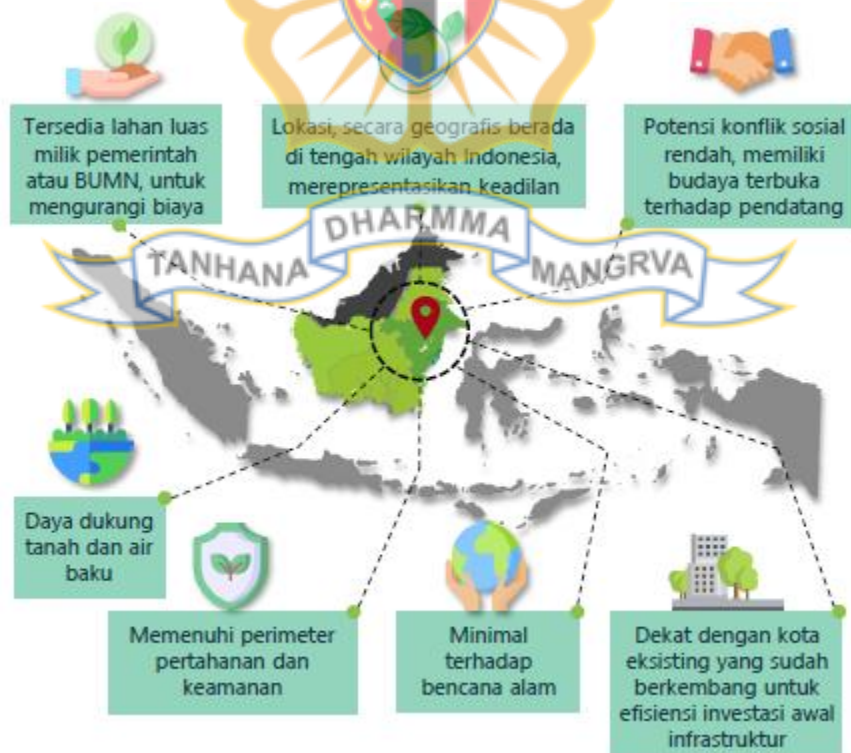 Tersedia lahan luas
milik pemerintah
atau BUMN, untuk
mengurangi biaya
Lokasi, secara geografis berada
di tengah wilayah Indonesia,
merepresentasikan keadilan
Potensi konflik sosial
rendah, memiliki
budaya terbuka
terhadap pendatang
TANHANA DHARMMA MANGRVA
Daya dukung
tanah dan air
baku
Memenuhi perimeter
pertahanan dan
keamanan
Minimal
terhadap
bencana alam
Dekat dengan kota
eksisting yang sudah
berkembang untuk
efisiensi investasi awal
infrastruktur